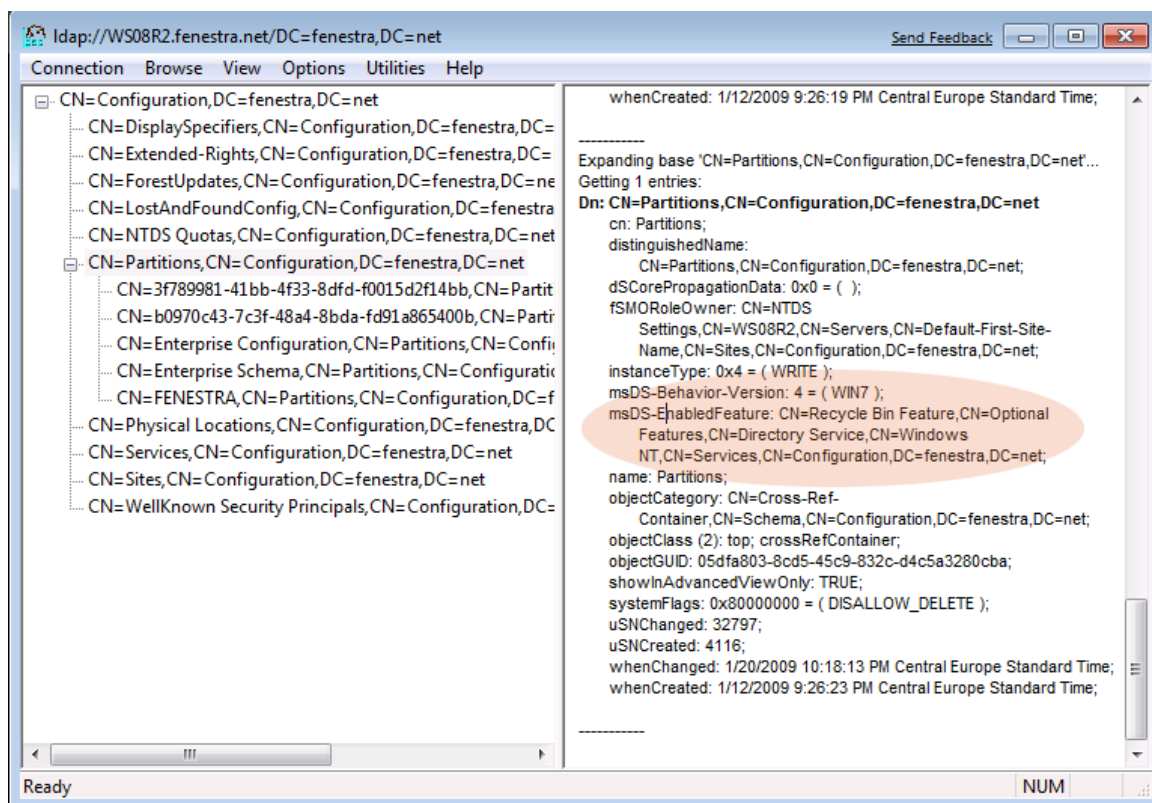 ldap://WS08R2.fenestra.net/DC=fenestra,DC=net
Send Feedback
Connection Browse View Options Utilities Help
CN=Configuration,DC=fenestra,DC=net
CN=DisplaySpecifiers,CN=Configuration,DC=fenestra,DC=
CN=Extended-Rights,CN=Configuration,DC=fenestra,DC=
CN=ForestUpdates,CN=Configuration,DC=fenestra,DC=ne
CN=LostAndFoundConfig,CN=Configuration,DC=fenestra
CN=NTDS Quotas,CN=Configuration,DC=fenestra,DC=net
CN=Partitions,CN=Configuration,DC=fenestra,DC=net
CN=3f789981-41bb-4f33-8dfd-f0015d2f14bb,CN=Partit
CN=b0970c43-7c3f-48a4-8bda-fd91a865400b,CN=Parti
CN=Enterprise Configuration,CN=Partitions,CN=Config
CN=Enterprise Schema,CN=Partitions,CN=Configuratio
CN=FENESTRA,CN=Partitions,CN=Configuration,DC=f
CN=Physical Locations,CN=Configuration,DC=fenestra,DC
CN=Services,CN=Configuration,DC=fenestra,DC=net
CN=Sites,CN=Configuration,DC=fenestra,DC=net
CN=WellKnown Security Principals,CN=Configuration,DC=
whenCreated: 1/12/2009 9:26:19 PM Central Europe Standard Time;
-----------
Expanding base 'CN=Partitions,CN=Configuration,DC=fenestra,DC=net'...
Getting 1 entries:
Dn: CN=Partitions,CN=Configuration,DC=fenestra,DC=net
cn: Partitions;
distinguishedName:
CN=Partitions,CN=Configuration,DC=fenestra,DC=net;
dSCorePropagationData: 0x0 = ( );
fSMORoleOwner: CN=NTDS
Settings,CN=WS08R2,CN=Servers,CN=Default-First-Site-
Name,CN=Sites,CN=Configuration,DC=fenestra,DC=net;
instanceType: 0x4 = ( WRITE );
msDS-Behavior-Version: 4 = ( WIN7 );
msDS-EnabledFeature: CN=Recycle Bin Feature,CN=Optional
Features,CN=Directory Service,CN=Windows
NT,CN=Services,CN=Configuration,DC=fenestra,DC=net;
name: Partitions;
objectCategory: CN=Cross-Ref-
Container,CN=Schema,CN=Configuration,DC=fenestra,DC=net;
objectClass (2): top; crossRefContainer;
objectGUID: 05dfa803-8cd5-45c9-832c-d4c5a3280cba;
showInAdvancedViewOnly: TRUE;
systemFlags: 0x80000000 = ( DISALLOW_DELETE );
uSNChanged: 32797;
uSNCreated: 4116;
whenChanged: 1/20/2009 10:18:13 PM Central Europe Standard Time;
whenCreated: 1/12/2009 9:26:23 PM Central Europe Standard Time;
-----------
Ready
NUM